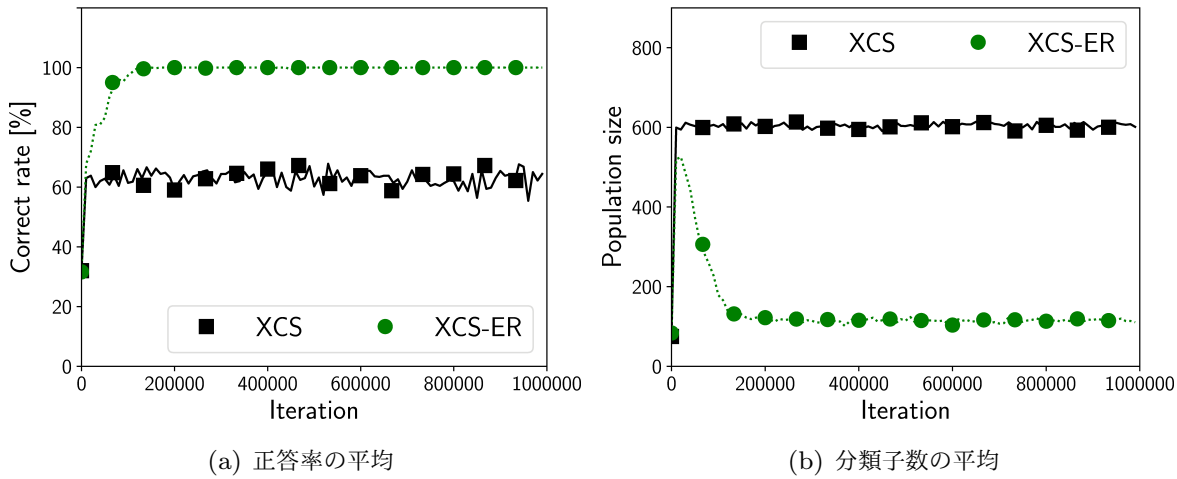 Correct rate [%]
100
80
60
40
20
0
XCS
XCS-ER
0
200000
400000
600000
800000
1000000
Iteration
(a) 正答率の平均
Population size
800
600
400
200
0
XCS
XCS-ER
0
200000
400000
600000
800000
1000000
Iteration
(b) 分類子数の平均